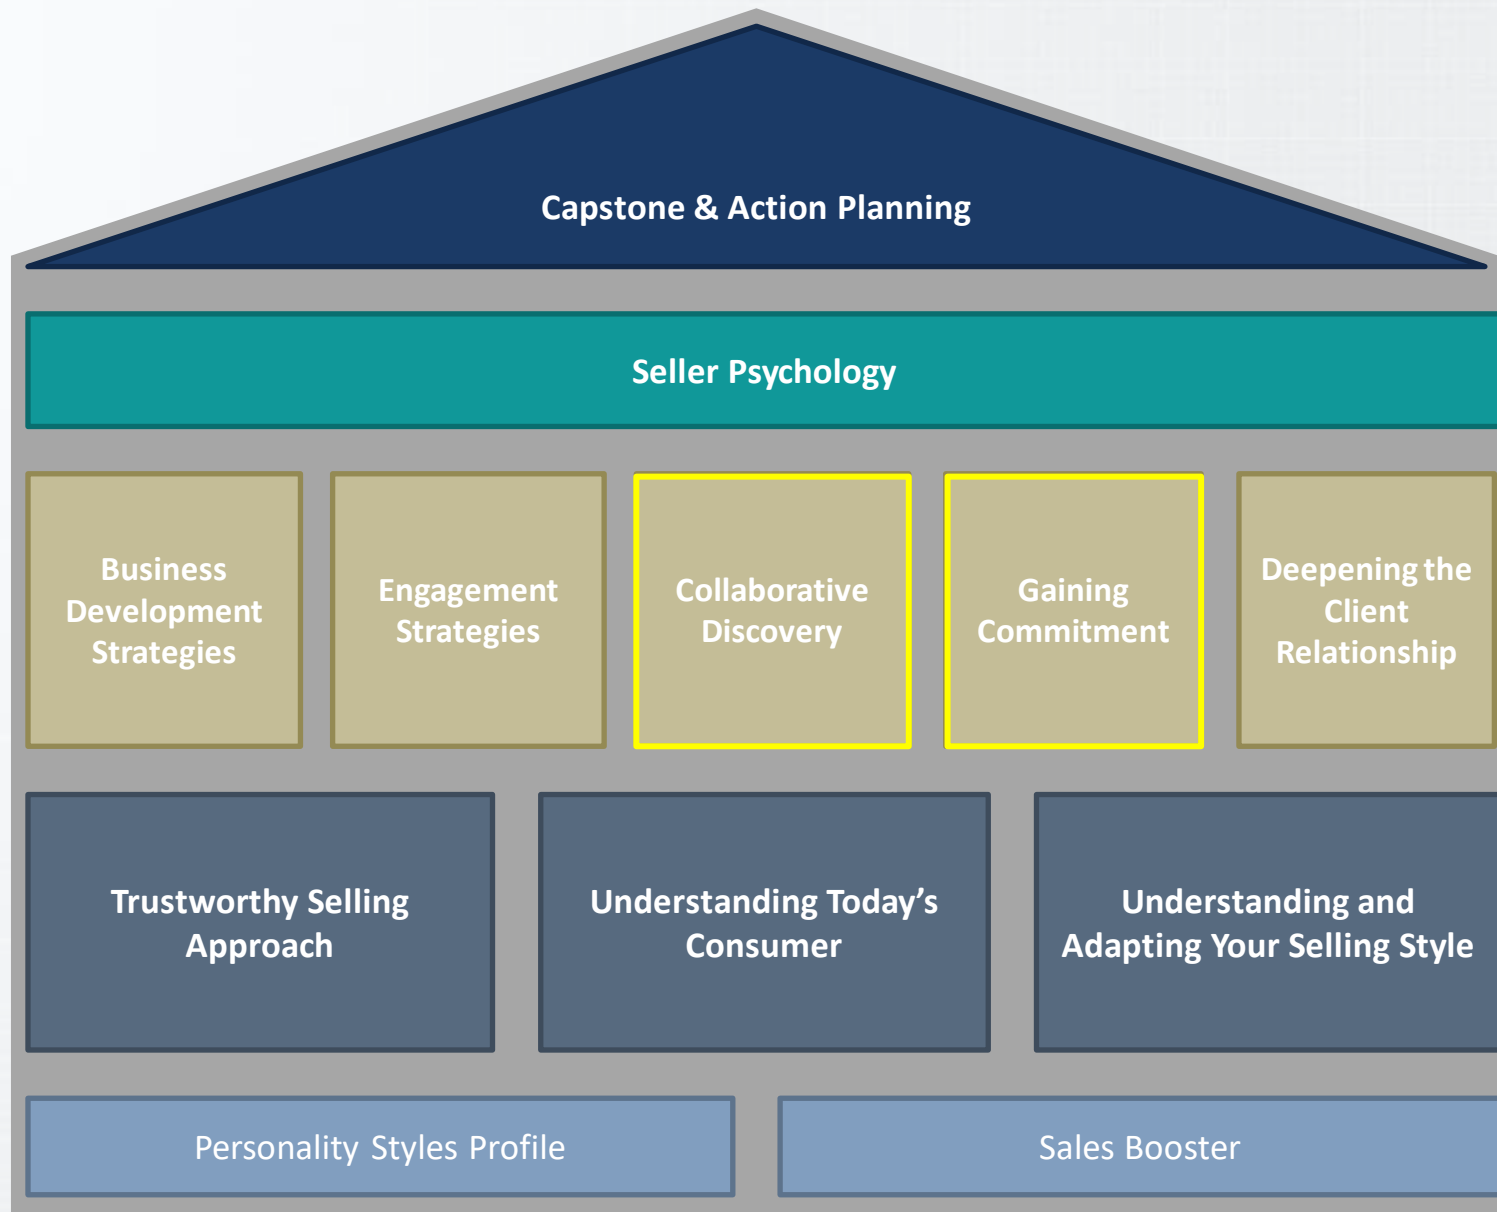 Capstone & Action Planning
Seller Psychology
Business
Development
Strategies
Engagement
Strategies
Collaborative
Discovery
Gaining
Commitment
Deepening the
Client
Relationship
Trustworthy Selling
Approach
Understanding Today’s
Consumer
Understanding and
Adapting Your Selling Style
Personality Styles Profile
Sales Booster